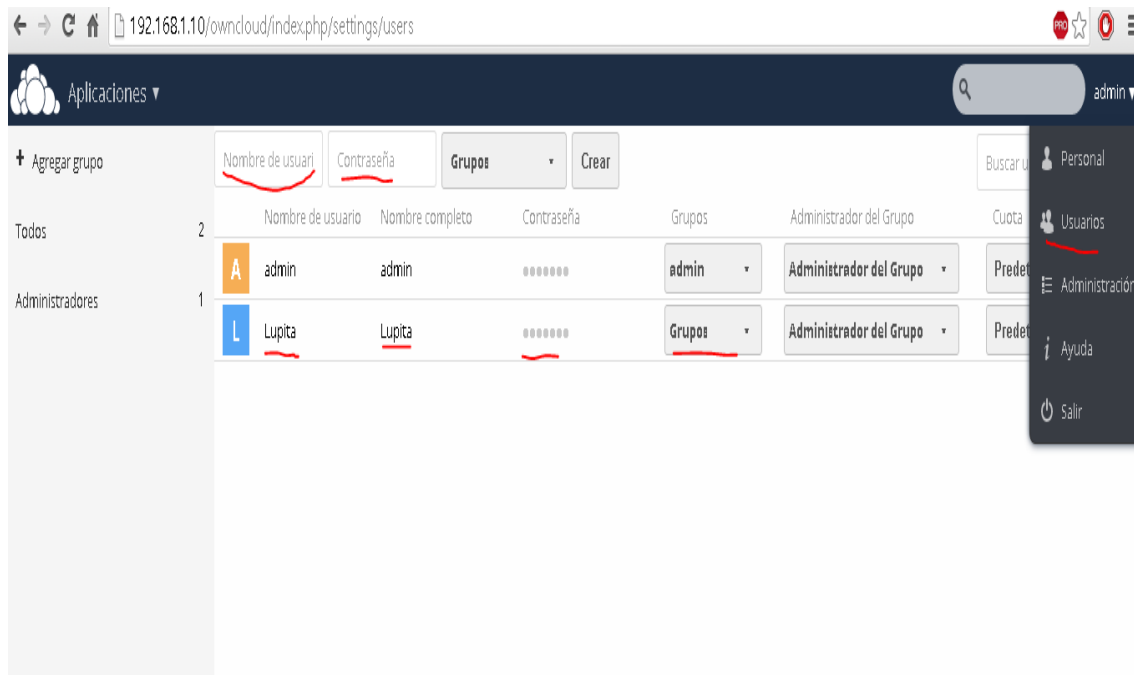 192.168.1.10/owncloud/index.php/settings/users
PRO
Aplicaciones ▾
admin ▾
+ Agregar grupo
Todos 2
Administradores 1
Nombre de usuari
Contraseña
Grupos
Crear
Buscar u
Nombre de usuario Nombre completo Contraseña Grupos Administrador del Grupo Cuota
A admin admin ●●●●●●● admin Administrador del Grupo Predet
L Lupita Lupita ●●●●●●● Grupos Administrador del Grupo Predet
Personal
Usuarios
Administración
Ayuda
Salir